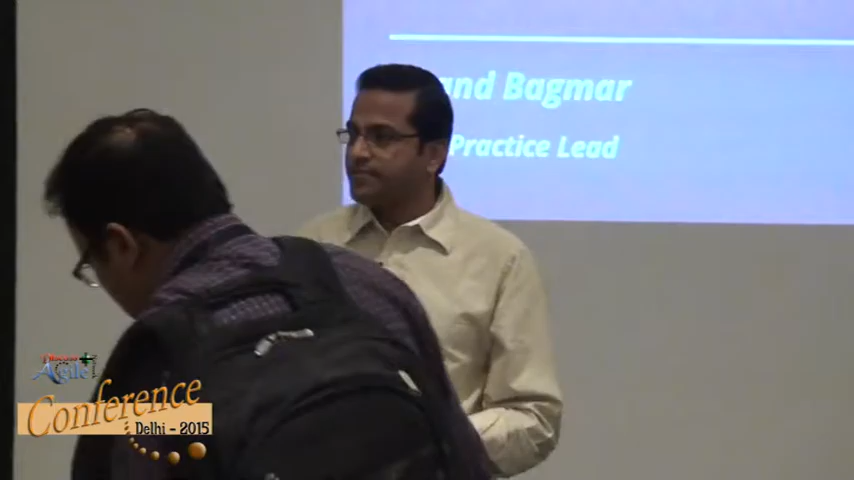 and Bagmar
Practice Lead
Agile
Conference
Delhi - 2015